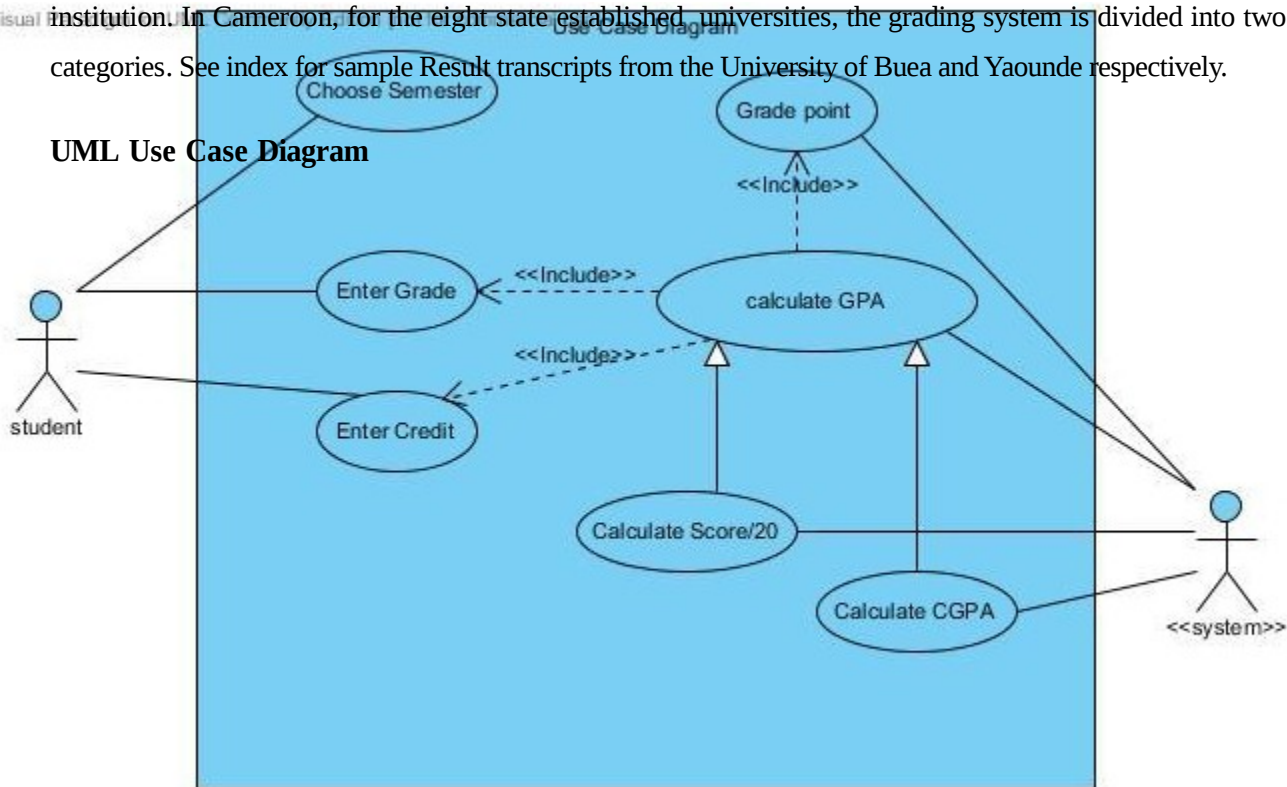 institution. In Cameroon, for the eight state established universities, the grading system is divided into two
Use Case Diagram
categories. See index for sample Result transcripts from the University of Buea and Yaounde respectively.
Choose Semester
Grade point
UML Use Case Diagram
<<Include>>
<<Include>>
Enter Grade
calculate GPA
<<Include>>
student
Enter Credit
Calculate Score/20
Calculate CGPA
<<system>>